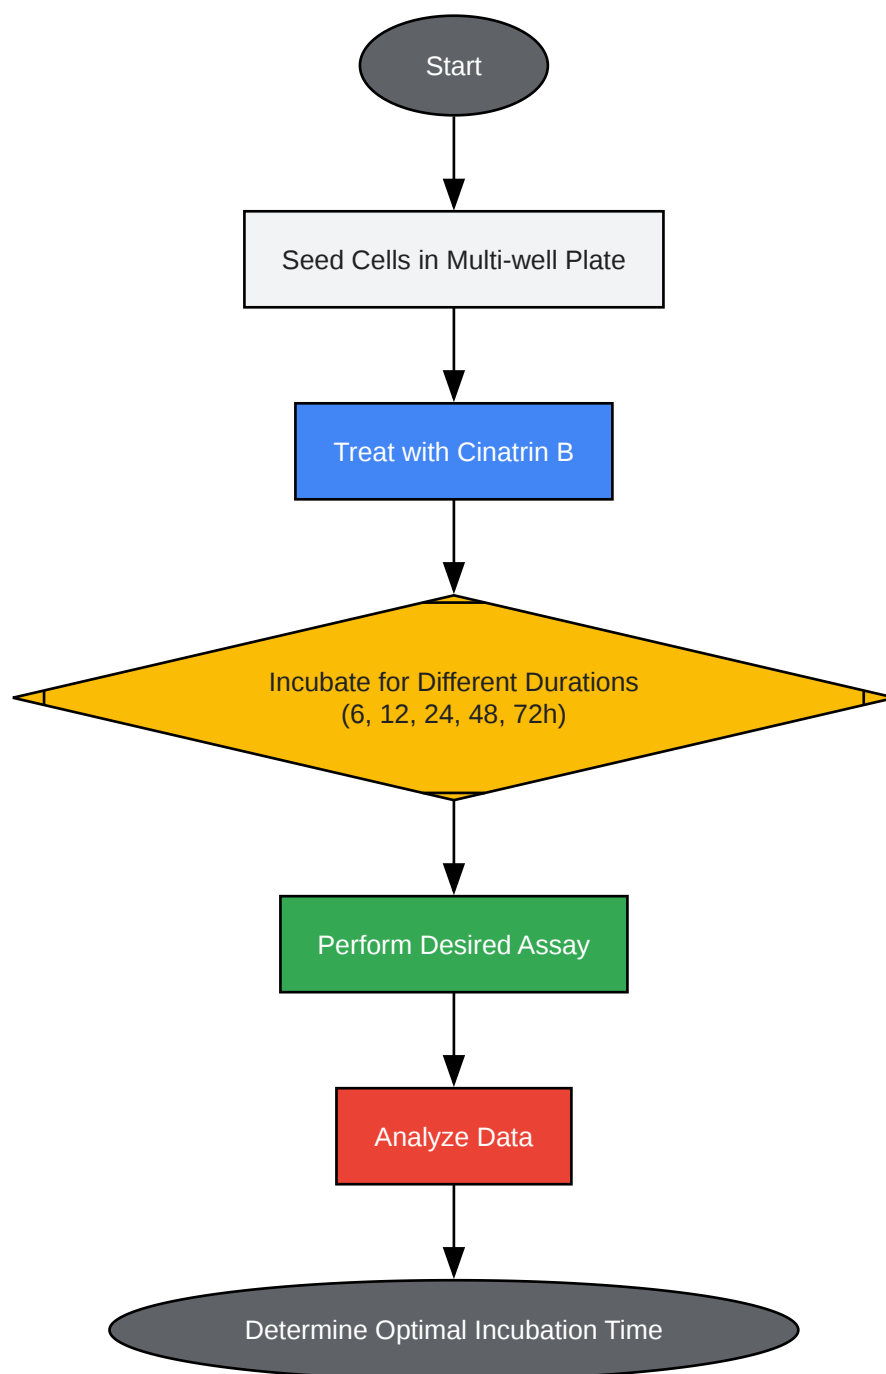 Start
Seed Cells in Multi-well Plate
Treat with Cinatrin B
Incubate for Different Durations
(6, 12, 24, 48, 72h)
Perform Desired Assay
Analyze Data
Determine Optimal Incubation Time